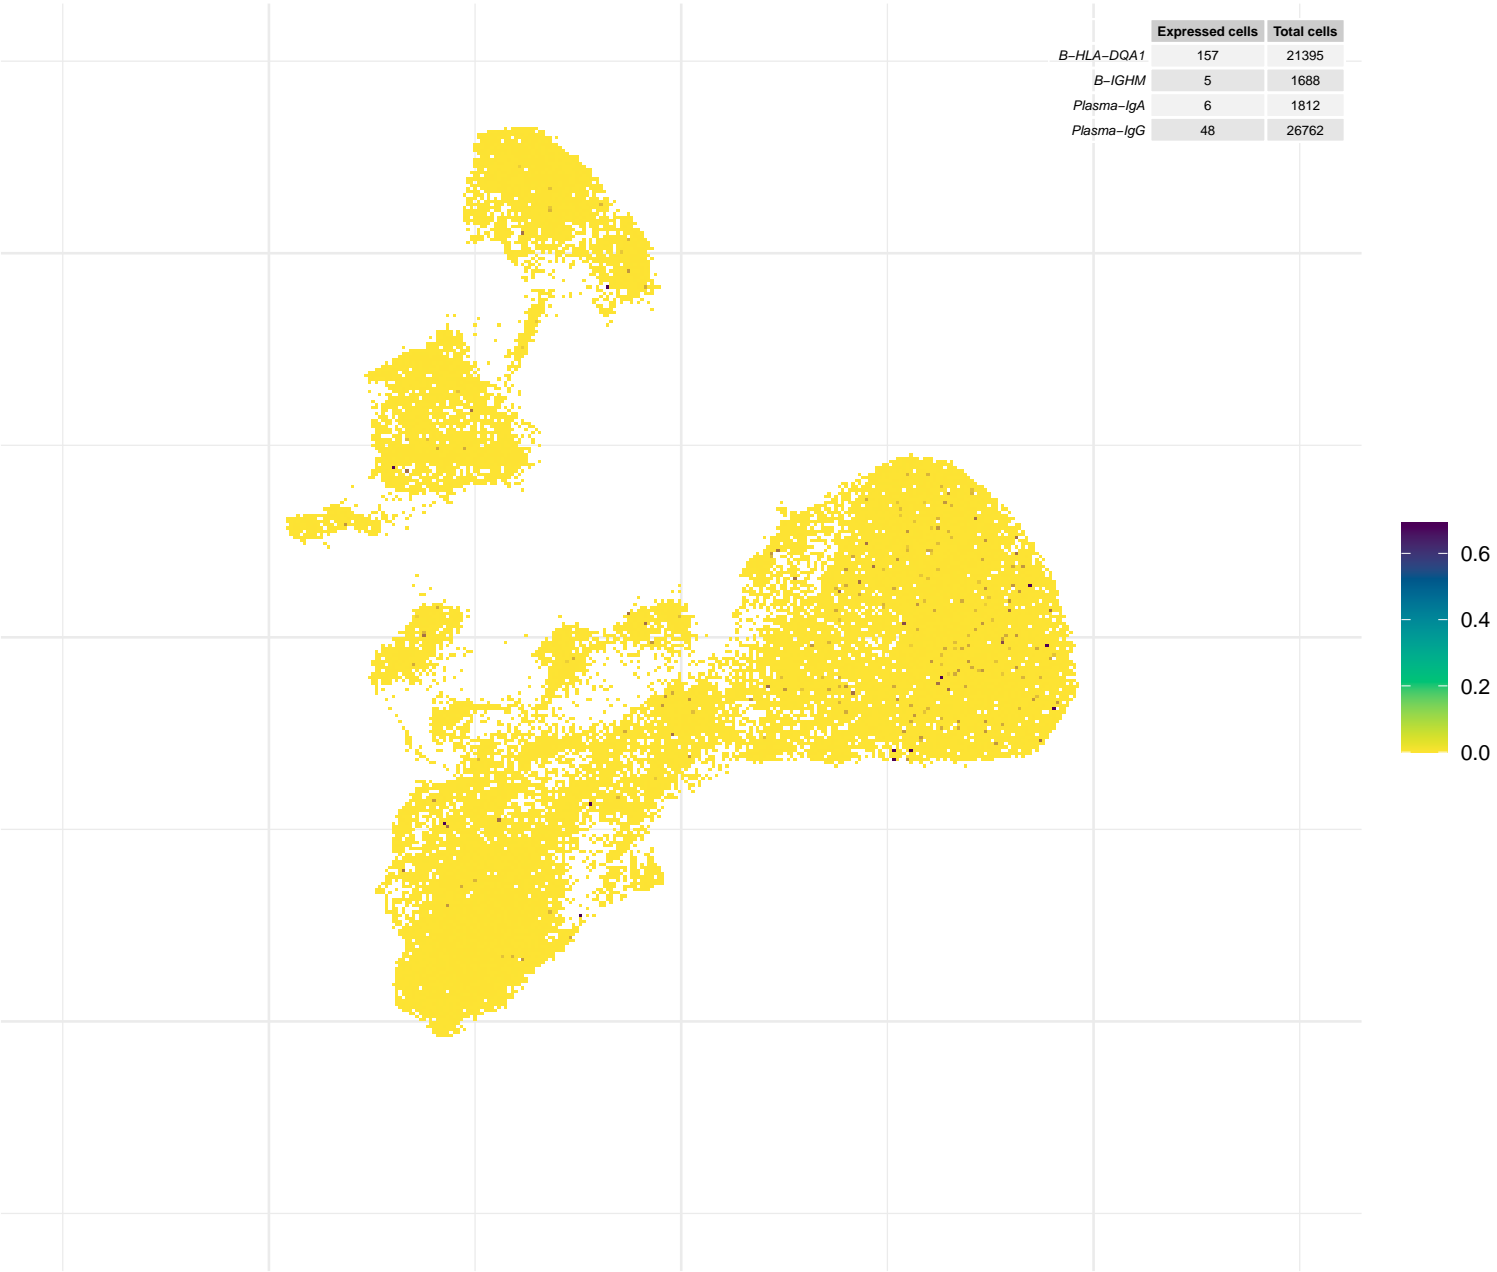 Expressed cells Total cells
B−HLA−DQA1 157 21395
B−IGHM 5 1688
Plasma−IgA 6 1812
Plasma−IgG 48 26762
0.6
0.4
0.2
0.0